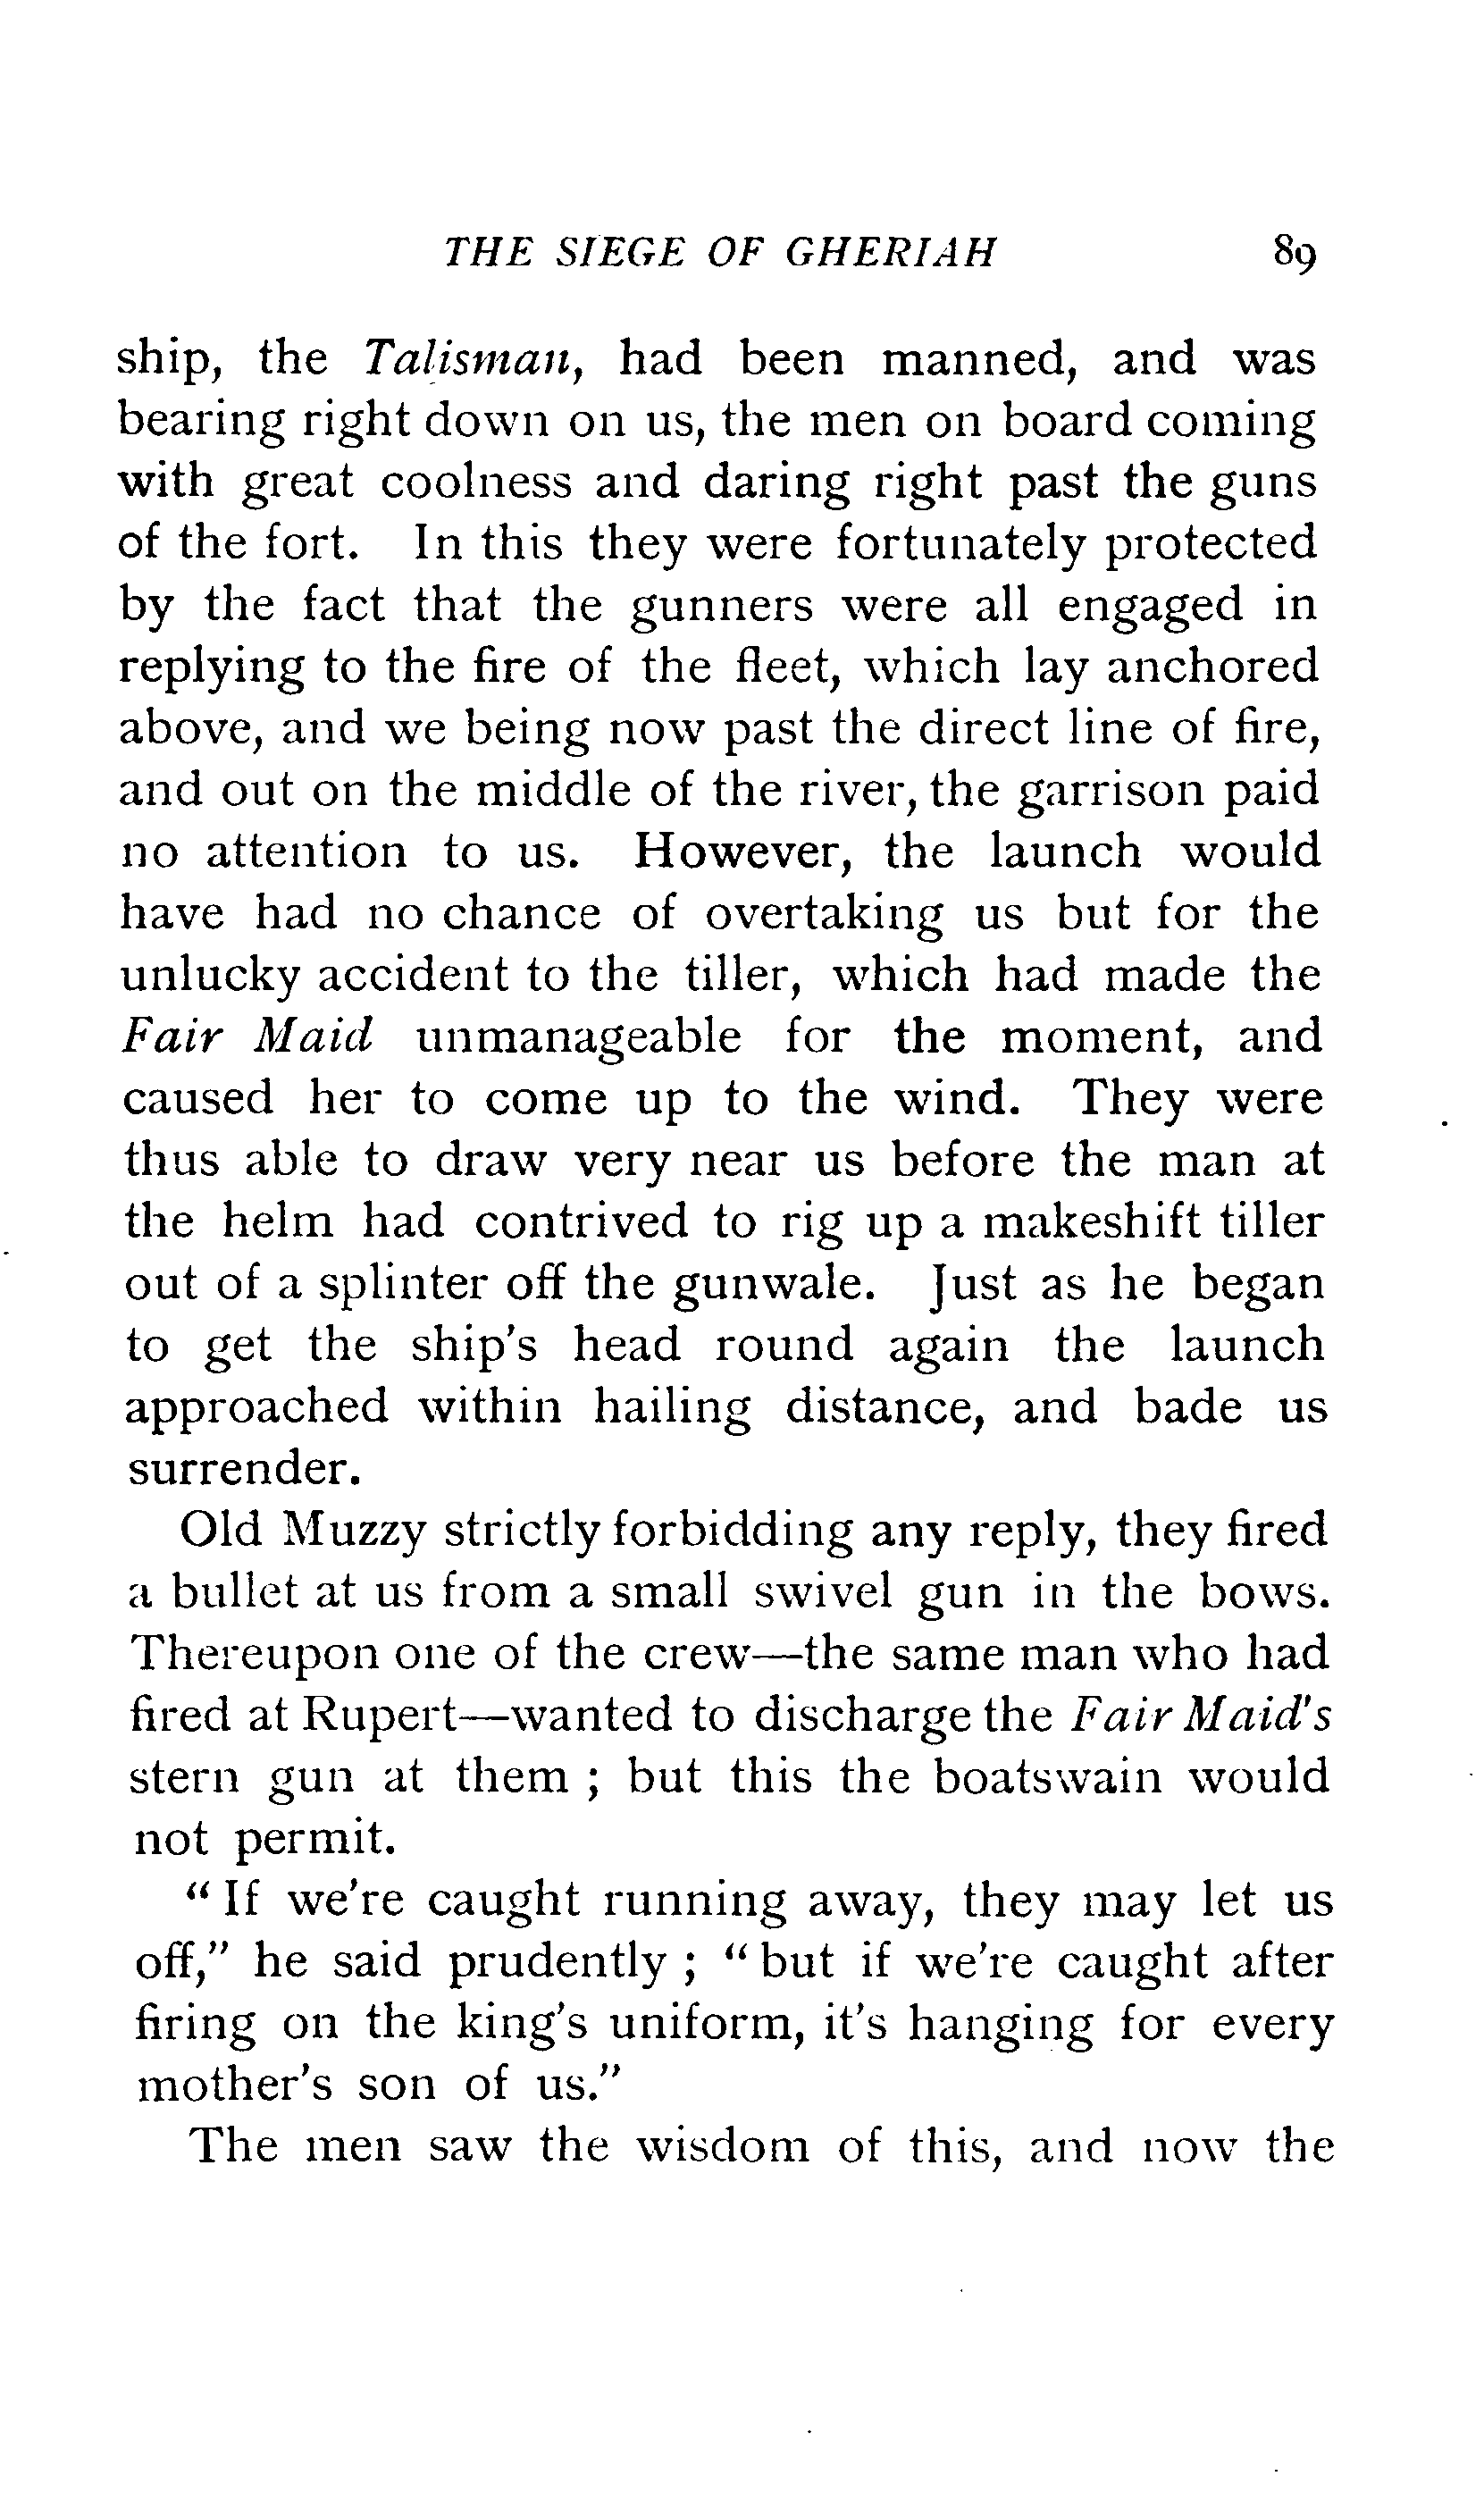 THE SIEGE OF GHERIAH 89
ship, the Talisman, had been manned, and was
bearing right down on us, the men on board coming
with great coolness and daring right past the guns
of the fort. In this they were fortunately protected
by the fact that the gunners were all engaged in
replying to the fire of the fleet, which lay anchored
above, and we being now past the direct line of fire,
and out on the middle of the river, the garrison paid
no attention to us. However, the launch would
have had no chance of overtaking us but for the
unlucky accident to the tiller, which had made the
Fair Maid unmanageable for the moment, and
caused her to come up to the wind. They were
thus able to draw very near us before the man at
the helm had contrived to rig up a makeshift tiller
out of a splinter off the gunwale. Just as he began
to get the ship's head round again the launch
approached within hailing distance, and bade us
surrender.
Old Muzzy strictly forbidding any reply, they fired
a bullet at us from a small swivel gun in the bows.
Thereupon one of the crew—the same man who had
fired at Rupert—wanted to discharge the Fair Maid's
stern gun at them ; but this the boatswain would
not permit.
" If we're caught running away, they may let us
off," he said prudently ; " but if we're caught after
firing on the king's uniform, it's hanging for every
mother's son of us."
The men saw the wisdom of this, and now the